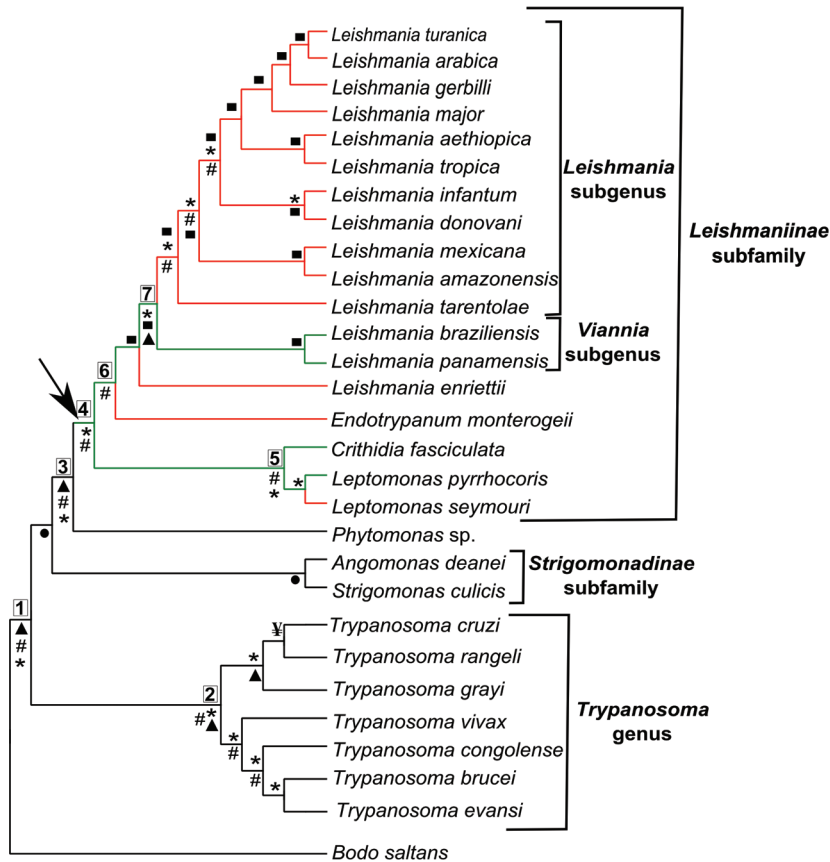 Leishmania turanica
Leishmania arabica
Leishmania gerbilli
Leishmania major
Leishmania aethiopica
Leishmania tropica
Leishmania infantum
Leishmania donovani
Leishmania mexicana
Leishmania amazonensis
Leishmania tarentolae
Leishmania braziliensis
Leishmania panamensis
Leishmania enriettii
Endotrypanum monterogeii
Crithidia fasciculata
Leptomonas pyrrhocoris
Leptomonas seymouri
Phytomonas sp.
Angomonas deanei
Strigomonas culicis
Trypanosoma cruzi
Trypanosoma rangeli
Trypanosoma grayi
Trypanosoma vivax
Trypanosoma congolense
Trypanosoma brucei
Trypanosoma evansi
Bodo saltans
Leishmania
subgenus
Viannia
subgenus
Leishmaniinae
subfamily
Strigomonadinae
subfamily
Trypanosoma
genus
*
#
*
#
*
#
*
#
*
7
*
6
#
4
*
#
5
#
*
*
3
#
*
1
#
*
2
#*
¥
*
*
#
*
#
*